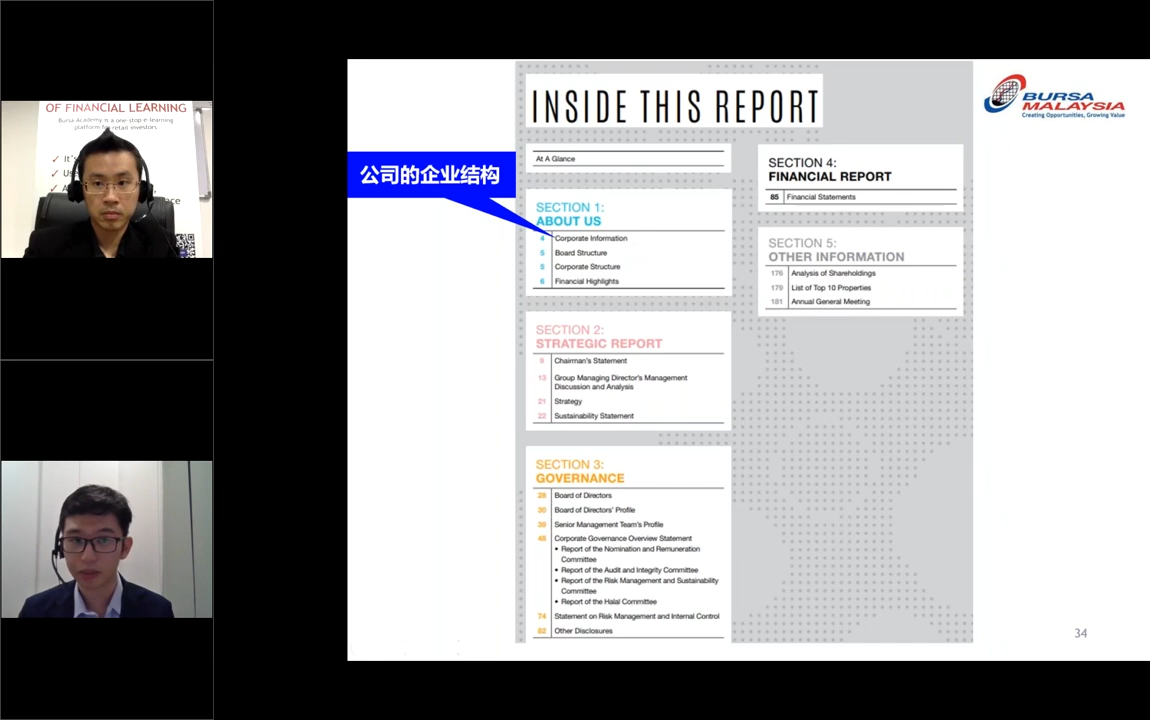 OF FINANCIAL LEARNING
Bursa Academy is a one-stop e-learning
platform for retail investors.
✓ It's
✓ Us
✓ A
INSIDE THIS REPORT
BURSA
MALAYSIA
Creating Opportunities, Growing Value
At A Glance
公司的企业结构
SECTION 1:
ABOUT US
4 Corporate Information
5 Board Structure
5 Corporate Structure
6 Financial Highlights
SECTION 2:
STRATEGIC REPORT
9 Chairman's Statement
13 Group Managing Director's Management
Discussion and Analysis
21 Strategy
22 Sustainability Statement
SECTION 3:
GOVERNANCE
28 Board of Directors
30 Board of Directors' Profile
39 Senior Management Team's Profile
48 Corporate Governance Overview Statement
• Report of the Nomination and Remuneration
Committee
• Report of the Audit and Integrity Committee
• Report of the Risk Management and Sustainability
Committee
• Report of the Halal Committee
74 Statement on Risk Management and Internal Control
82 Other Disclosures
SECTION 4:
FINANCIAL REPORT
85 Financial Statements
SECTION 5:
OTHER INFORMATION
176 Analysis of Shareholdings
179 List of Top 10 Properties
181 Annual General Meeting
34